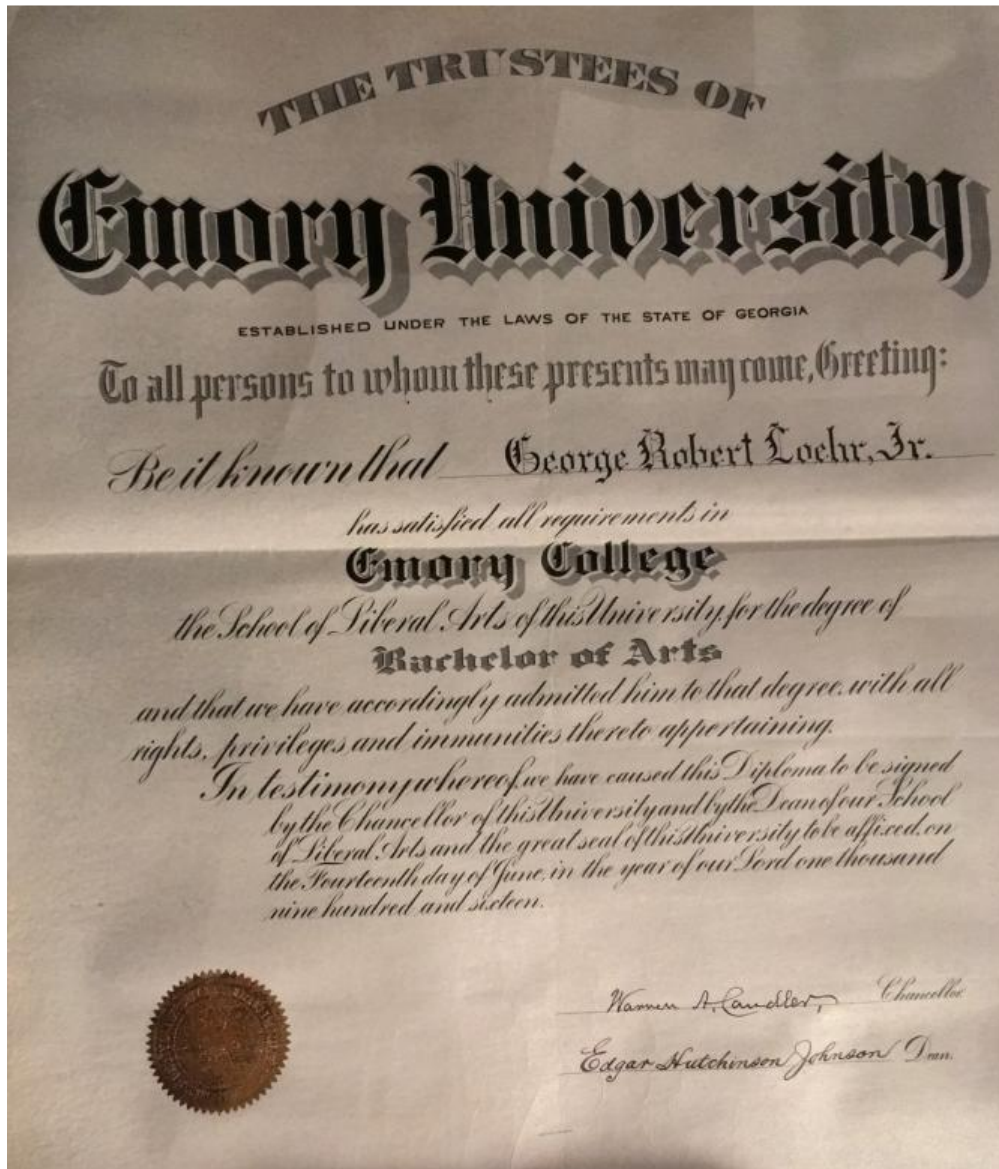 THE TRUSTEES OF
Emory University
ESTABLISHED UNDER THE LAWS OF THE STATE OF GEORGIA
To all persons to whom these presents may come, Greeting:
Be it known that George Robert Loehr, Jr.
has satisfied all requirements in
Emory College
the School of Liberal Arts of this University, for the degree of
Bachelor of Arts
and that we have accordingly admitted him to that degree, with all
rights, privileges and immunities thereto appertaining.
In testimony whereof, we have caused this Diploma to be signed
by the Chancellor of this University and by the Dean of our School
of Liberal Arts and the great seal of this University to be affixed, on
the Fourteenth day of June, in the year of our Lord one thousand
nine hundred and sixteen.
Warren A. Candler, Chancellor.
Edgar Hutchinson Johnson Dean.